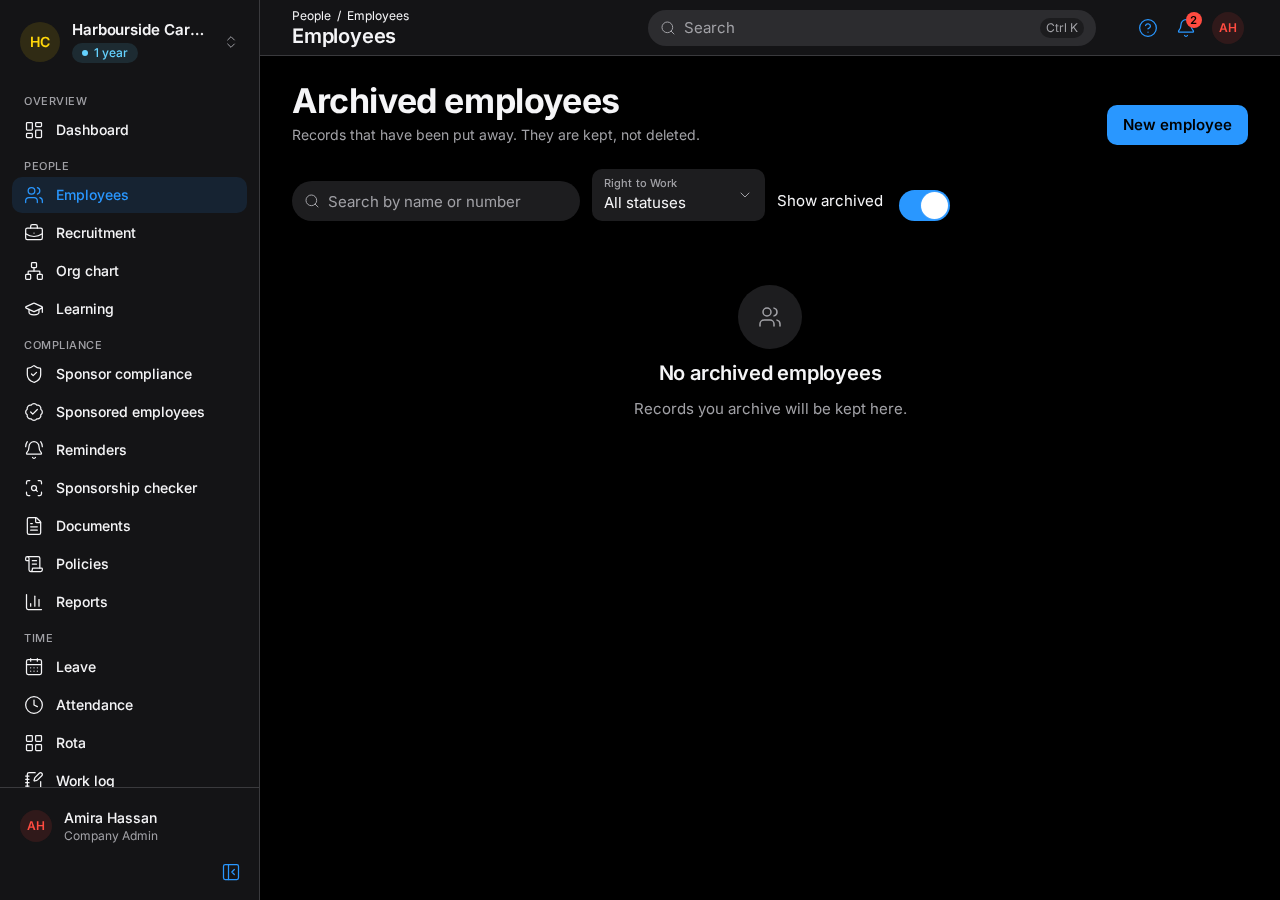 HC
Harbourside Car...
1 year
OVERVIEW
Dashboard
PEOPLE
Employees
Recruitment
Org chart
Learning
COMPLIANCE
Sponsor compliance
Sponsored employees
Reminders
Sponsorship checker
Documents
Policies
Reports
TIME
Leave
Attendance
Rota
Work log
AH
Amira Hassan
Company Admin
People / Employees
Employees
Search
Ctrl K
2
AH
Archived employees
Records that have been put away. They are kept, not deleted.
New employee
Search by name or number
Right to Work
All statuses
Show archived
No archived employees
Records you archive will be kept here.